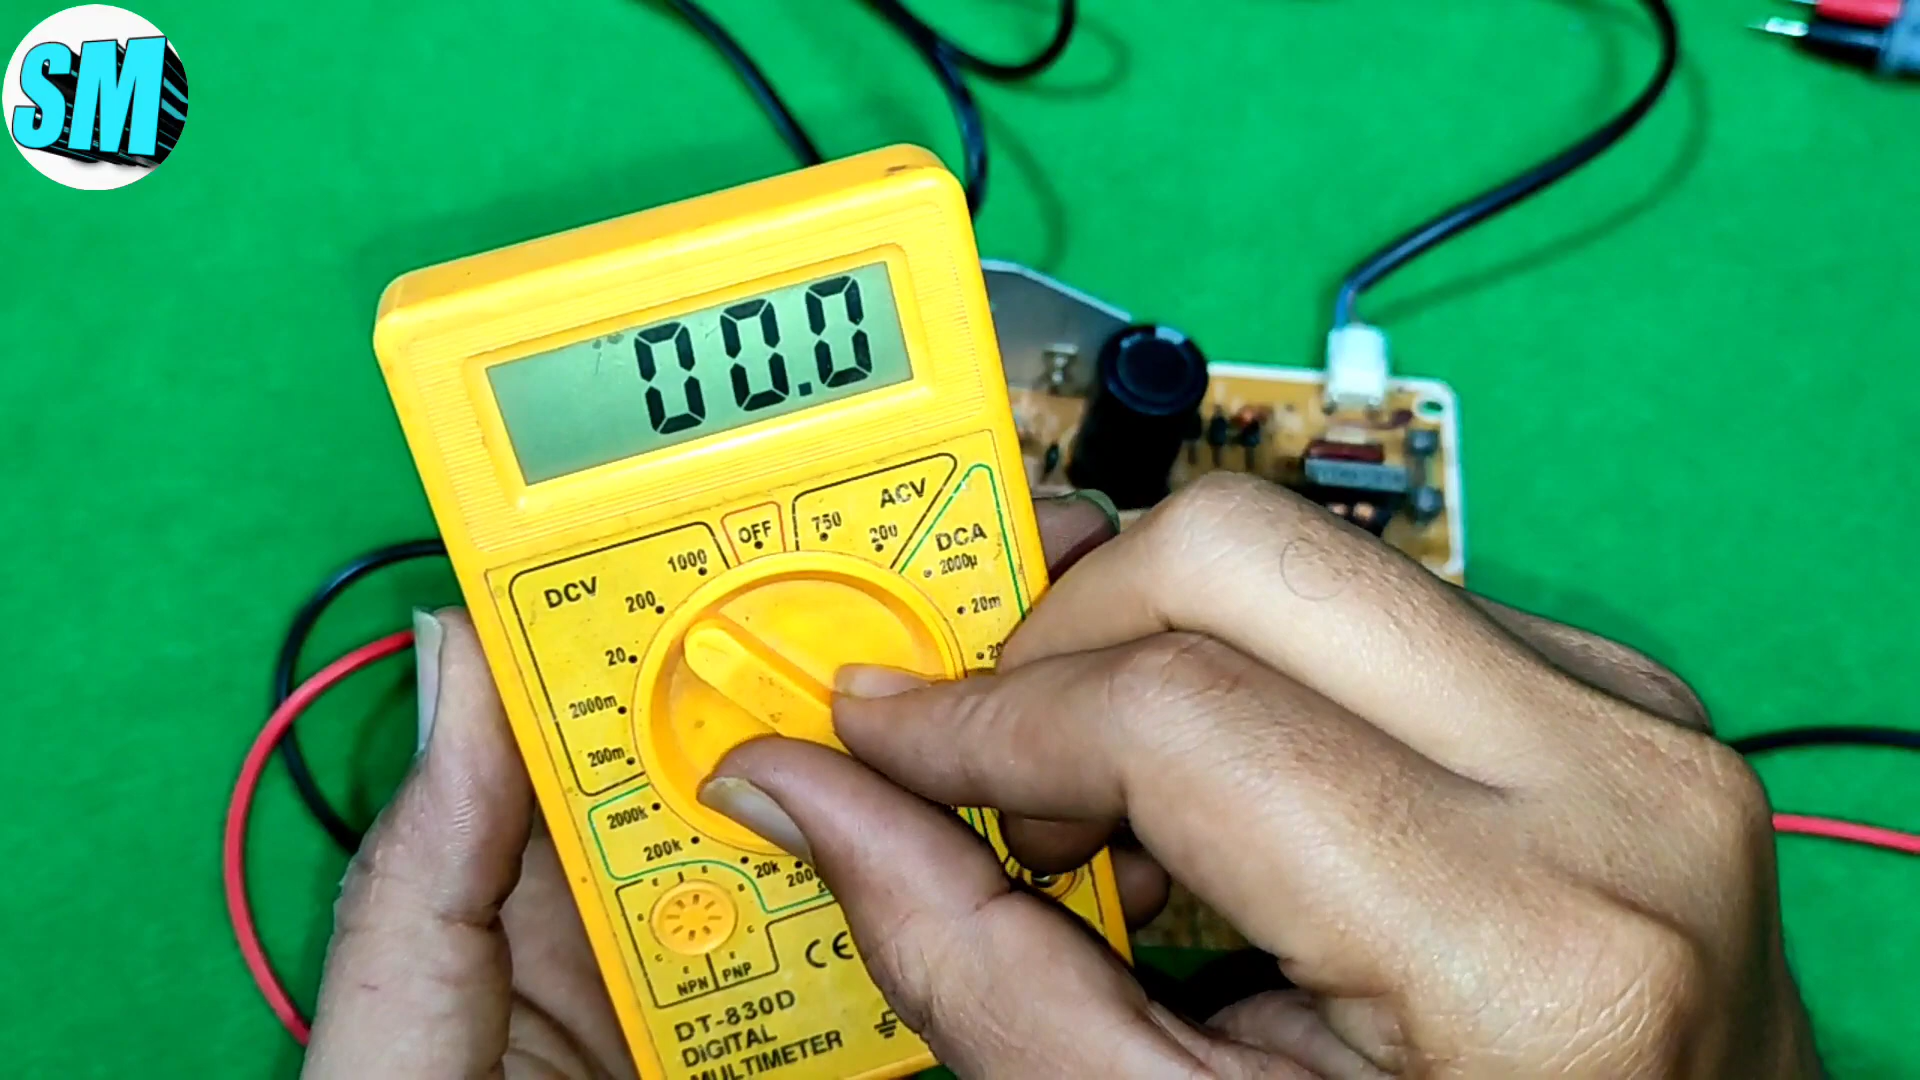 SM
00.0
OFF
750
ACV
200
DCA
2000µ
20m
DCV
1000
200
20
2000m
200m
2000k
200k
20k
NPN
PNP
CE
DT-830D
DiGiTAL
MULTIMETER